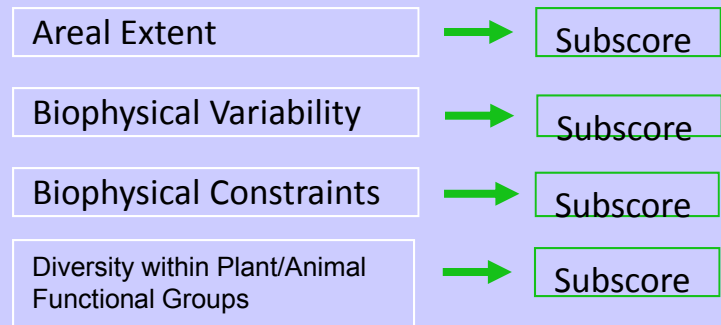 Areal Extent Subscore
Biophysical Variability Subscore
Biophysical Constraints Subscore
Diversity within Plant/Animal
Functional Groups Subscore